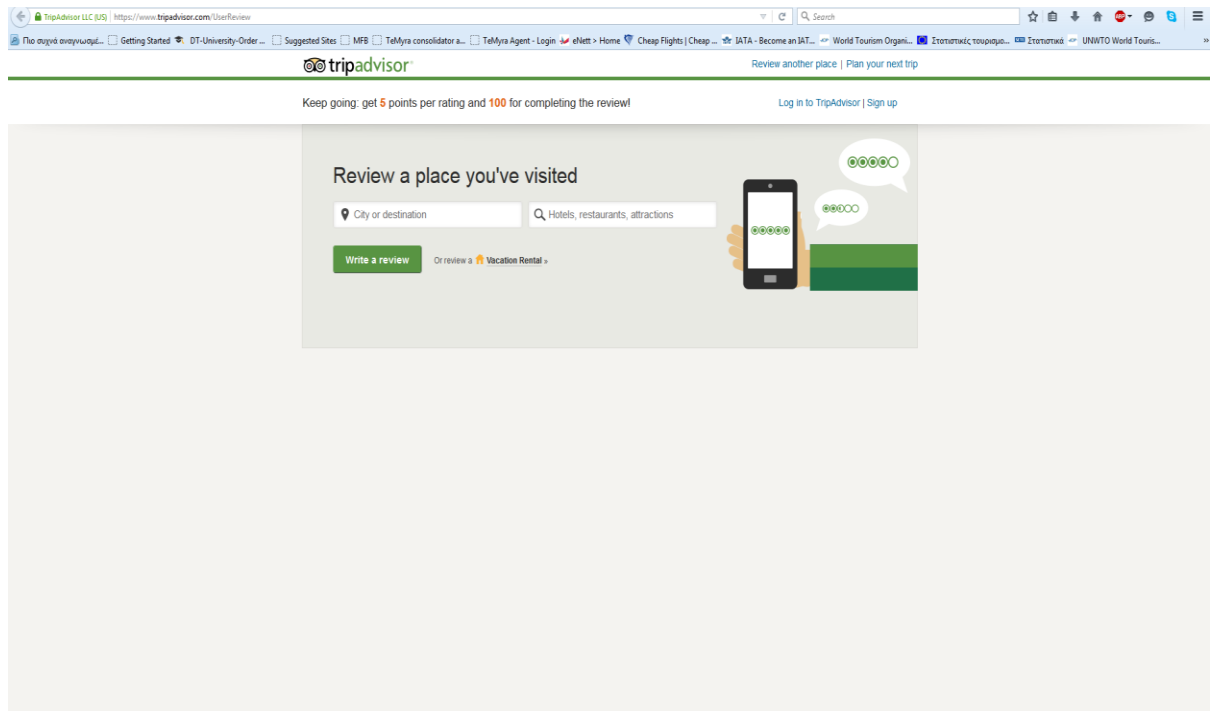 TripAdvisor LLC (US) https://www.tripadvisor.com/UserReview Search
Πιο συχνά αναγνωσμέ... Getting Started DT-University-Order ... Suggested Sites MFB TeMyra consolidator a... TeMyra Agent - Login eNett > Home Cheap Flights | Cheap ... IATA - Become an IAT... World Tourism Organi... Στατιστικές τουρισμο... Στατιστικά UNWTO World Touris... »
tripadvisor Review another place | Plan your next trip
Keep going: get 5 points per rating and 100 for completing the review! Log in to TripAdvisor | Sign up
Review a place you've visited
City or destination Hotels, restaurants, attractions
Write a review Or review a Vacation Rental »